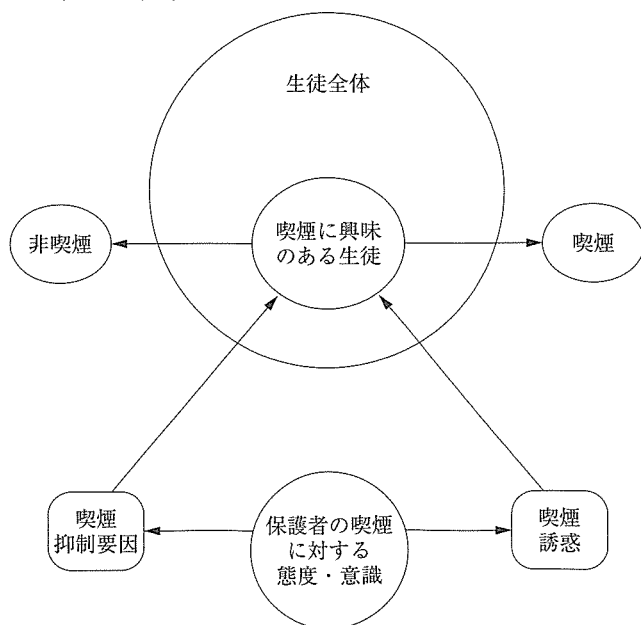 生徒全体
非喫煙
喫煙に興味
のある生徒
喫煙
喫煙
抑制要因
保護者の喫煙
に対する
態度・意識
喫煙
誘惑